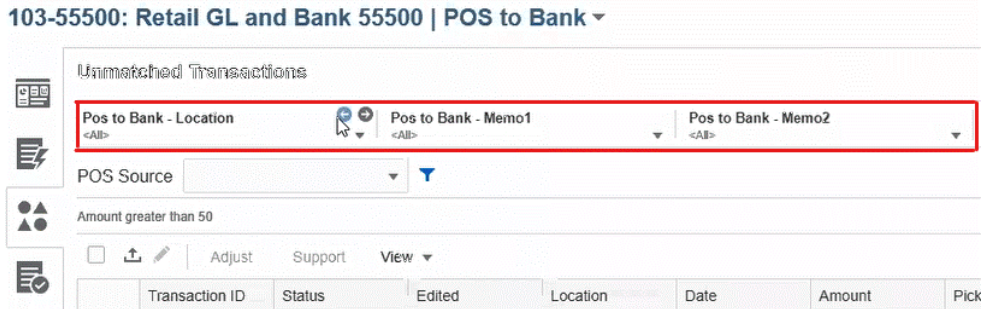 103-55500: Retail GL and Bank 55500 | POS to Bank
Unmatched Transactions
Pos to Bank - Location Pos to Bank - Memo1 Pos to Bank - Memo2
<All> <All> <All>
POS Source
Amount greater than 50
Adjust Support View
Transaction ID Status Edited Location Date Amount Pick